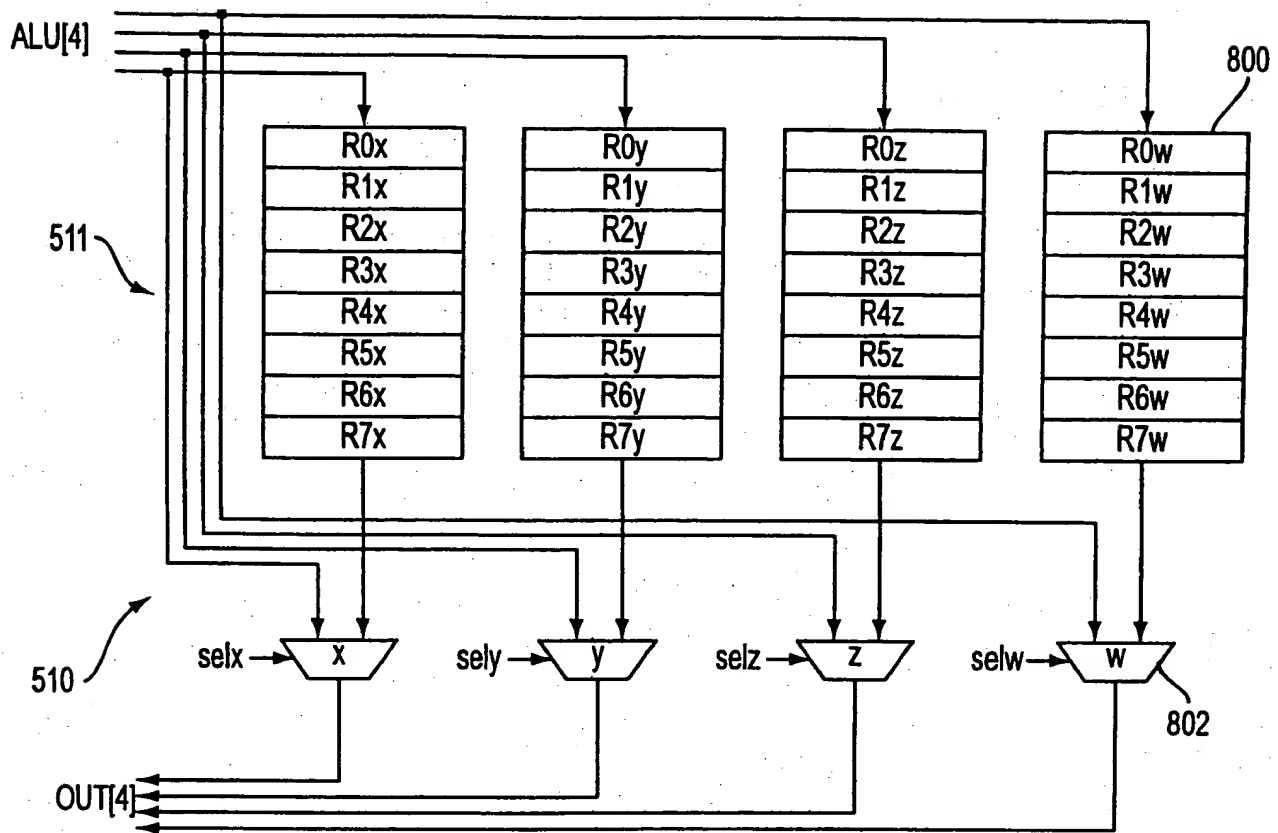 ALU[4]
800
R0x R0y R0z R0w
R1x R1y R1z R1w
R2x R2y R2z R2w
511
R3x R3y R3z R3w
R4x R4y R4z R4w
R5x R5y R5z R5w
R6x R6y R6z R6w
R7x R7y R7z R7w
selx x sely y selz z selw w
510
802
OUT[4]